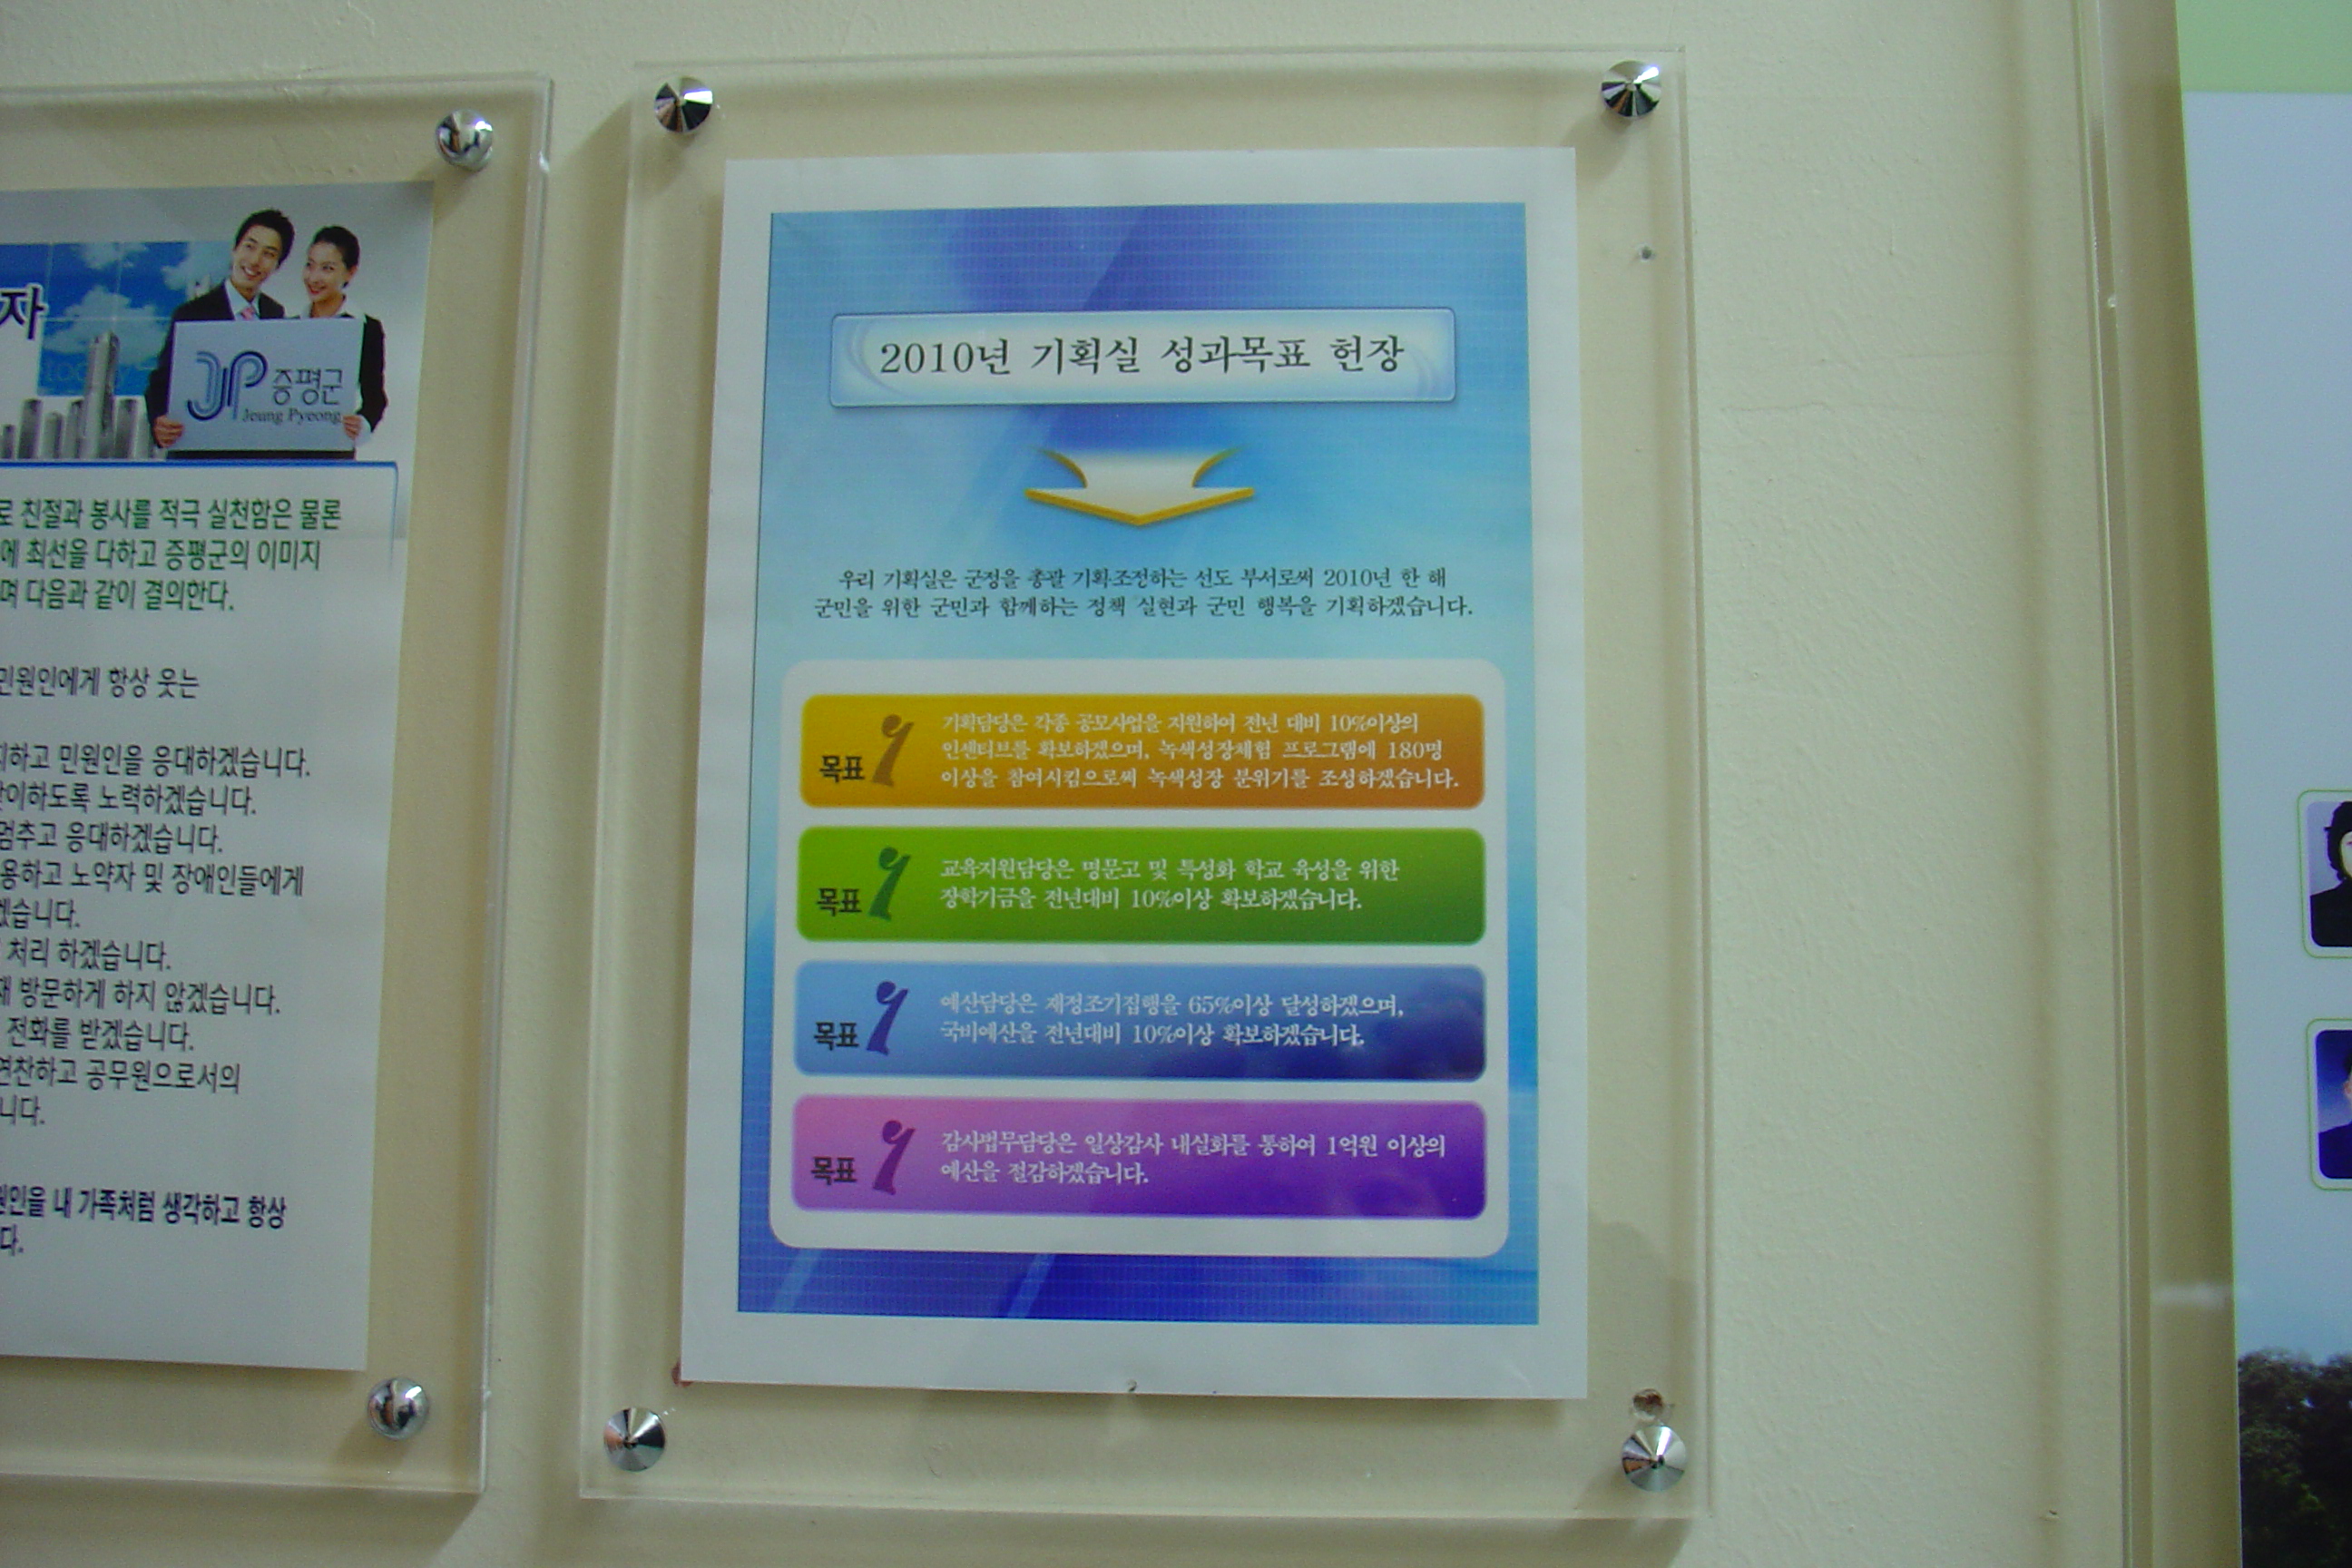 자
today
증평군
Jeung Pyeong
로 친절과 봉사를 적극 실천함은 물론
에 최선을 다하고 증평군의 이미지
며 다음과 같이 결의한다.
민원인에게 항상 웃는
하고 민원인을 응대하겠습니다.
이하도록 노력하겠습니다.
멈추고 응대하겠습니다.
용하고 노약자 및 장애인들에게
겠습니다.
처리 하겠습니다.
재 방문하게 하지 않겠습니다.
전화를 받겠습니다.
연찬하고 공무원으로서의
니다.
원인을 내 가족처럼 생각하고 항상
다.
2010년 기획실 성과목표 헌장
우리 기획실은 군정을 총괄 기획·조정하는 선도 부서로써 2010년 한 해
군민을 위한 군민과 함께하는 정책 실현과 군민 행복을 기획하겠습니다.
목표 1
기획담당은 각종 공모사업을 지원하여 전년 대비 10%이상의
인센티브를 확보하겠으며, 녹색성장체험 프로그램에 180명
이상을 참여시킴으로써 녹색성장 분위기를 조성하겠습니다.
목표 1
교육지원담당은 명문고 및 특성화 학교 육성을 위한
장학기금을 전년대비 10%이상 확보하겠습니다.
목표 1
예산담당은 재정조기집행을 65%이상 달성하겠으며,
국비예산을 전년대비 10%이상 확보하겠습니다.
목표 1
감사법무담당은 일상감사 내실화를 통하여 1억원 이상의
예산을 절감하겠습니다.